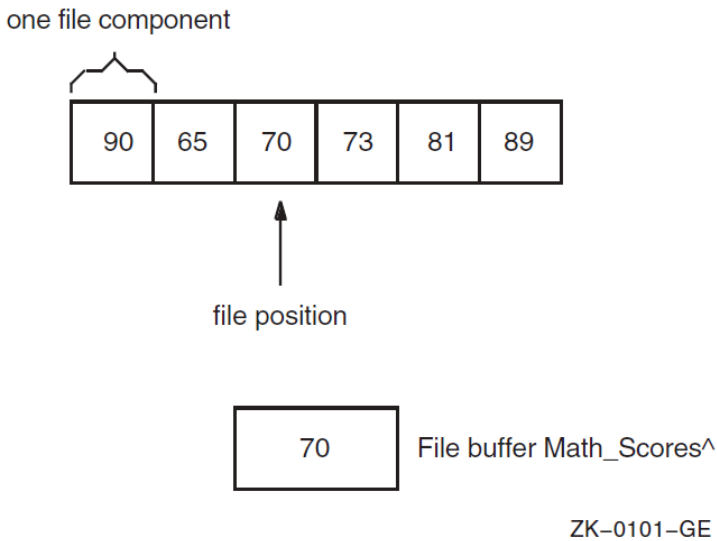 one file component
90 65 70 73 81 89
file position
70 File buffer Math_Scores^
ZK–0101–GE